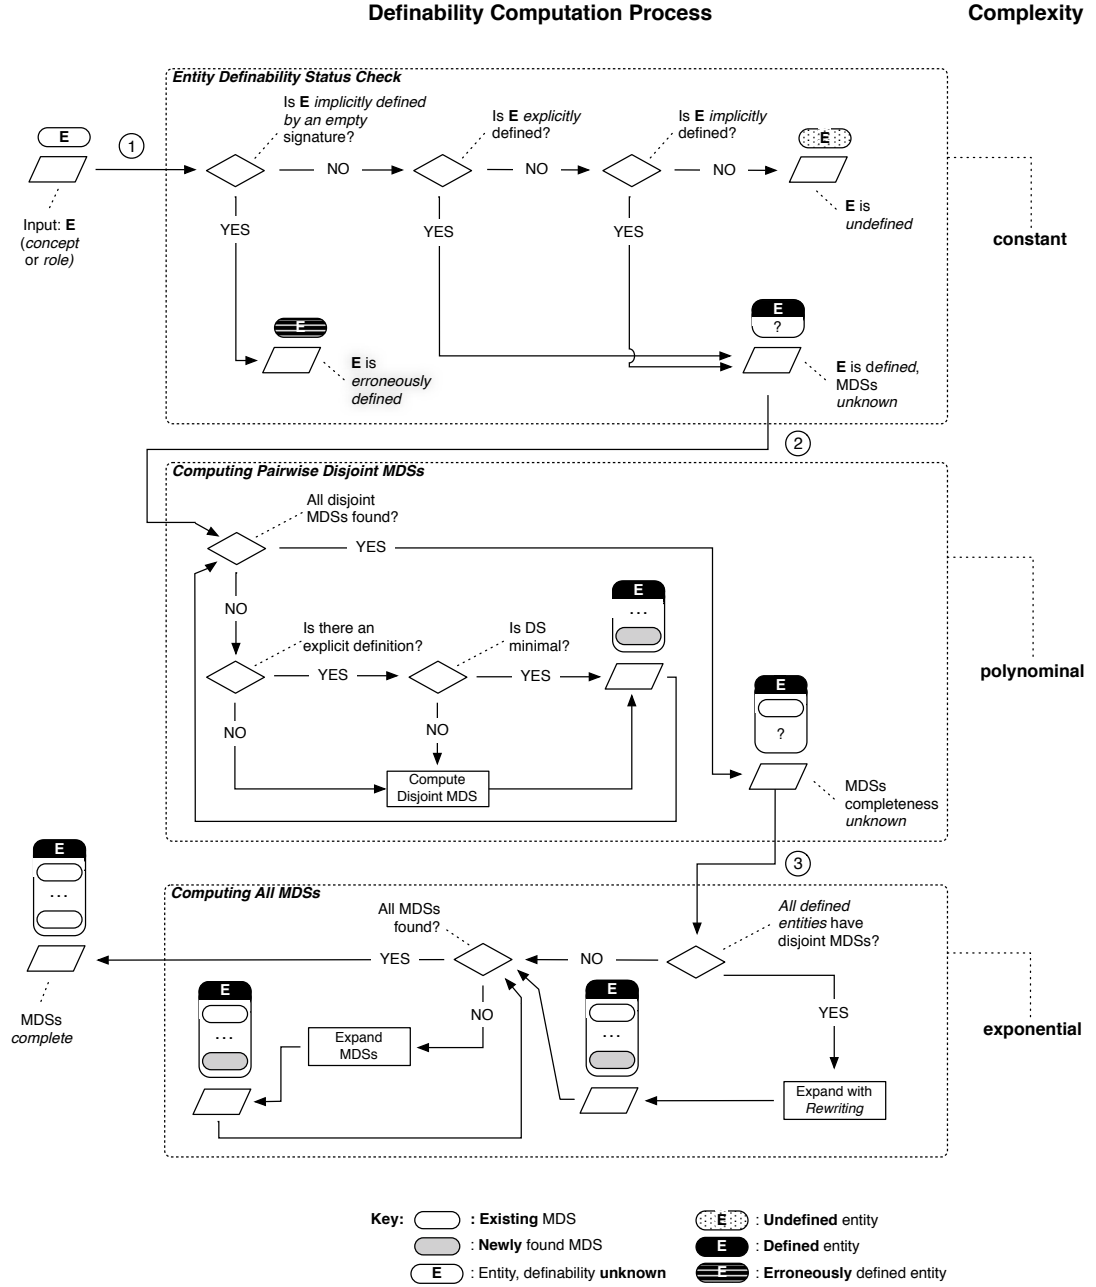 Definability Computation Process
Complexity
Entity Definability Status Check
Is E implicitly defined
by an empty
signature?
Is E explicitly
defined?
Is E implicitly
defined?
E
1
E
NO
NO
NO
Input: E
(concept
or role)
E is
undefined
YES
YES
YES
constant
E
?
E
E is
erroneously
defined
E is defined,
MDSs
unknown
2
Computing Pairwise Disjoint MDSs
All disjoint
MDSs found?
YES
E
...
NO
Is there an
explicit definition?
Is DS
minimal?
YES
YES
polynominal
E
?
NO
NO
Compute
Disjoint MDS
MDSs
completeness
unknown
3
E
...
Computing All MDSs
All MDSs
found?
All defined
entities have
disjoint MDSs?
YES
NO
E
...
E
...
NO
YES
MDSs
complete
exponential
Expand
MDSs
Expand with
Rewriting
Key:
: Existing MDS
E
: Undefined entity
: Newly found MDS
E
: Defined entity
E
: Entity, definability unknown
E
: Erroneously defined entity